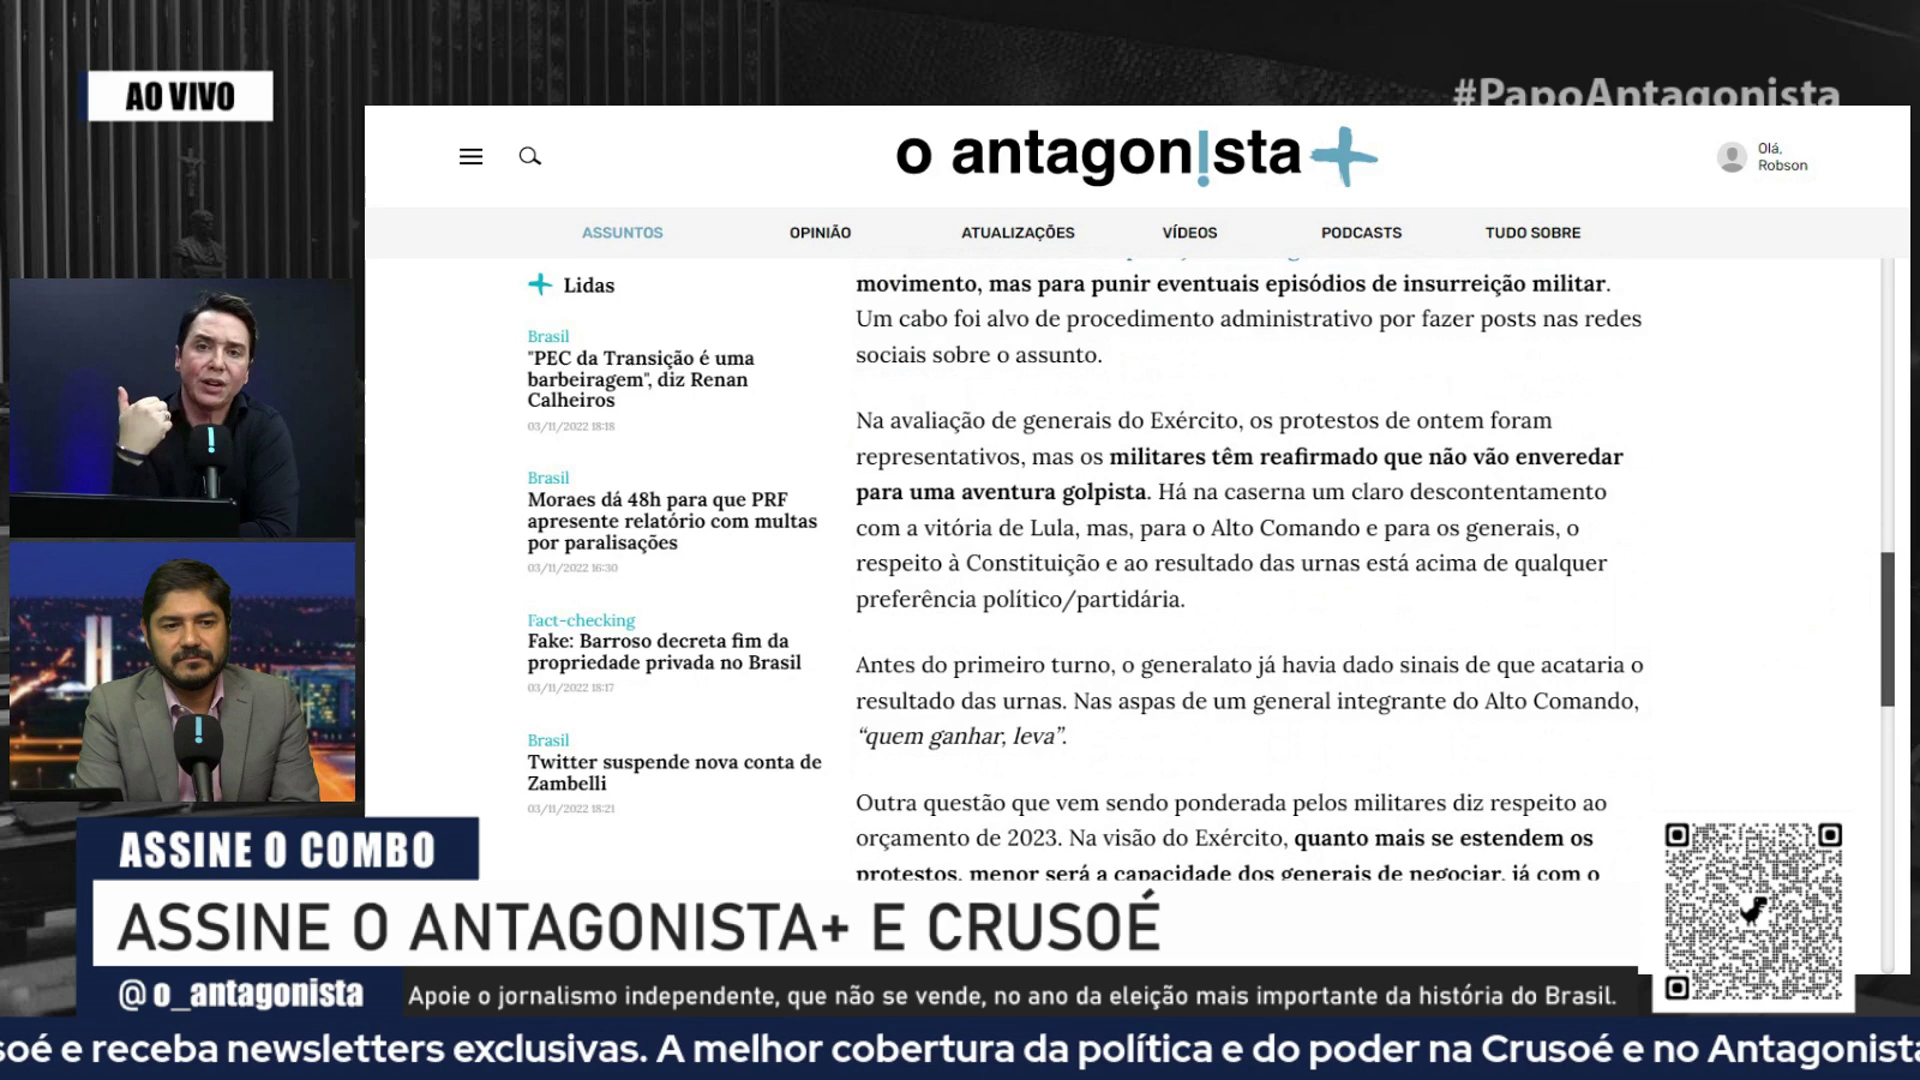 AO VIVO
#PapoAntagonista
o antagon!sta+
Olá,
Robson
ASSUNTOS
OPINIÃO
ATUALIZAÇÕES
VÍDEOS
PODCASTS
TUDO SOBRE
+ Lidas
Brasil
"PEC da Transição é uma
barbeiragem", diz Renan
Calheiros
03/11/2022 18:18
Brasil
Moraes dá 48h para que PRF
apresente relatório com multas
por paralisações
03/11/2022 16:30
Fact-checking
Fake: Barroso decreta fim da
propriedade privada no Brasil
03/11/2022 18:17
Brasil
Twitter suspende nova conta de
Zambelli
03/11/2022 18:21
movimento, mas para punir eventuais episódios de insurreição militar.
Um cabo foi alvo de procedimento administrativo por fazer posts nas redes
sociais sobre o assunto.
Na avaliação de generais do Exército, os protestos de ontem foram
representativos, mas os militares têm reafirmado que não vão enveredar
para uma aventura golpista. Há na caserna um claro descontentamento
com a vitória de Lula, mas, para o Alto Comando e para os generais, o
respeito à Constituição e ao resultado das urnas está acima de qualquer
preferência político/partidária.
Antes do primeiro turno, o generalato já havia dado sinais de que acataria o
resultado das urnas. Nas aspas de um general integrante do Alto Comando,
“quem ganhar, leva”.
Outra questão que vem sendo ponderada pelos militares diz respeito ao
orçamento de 2023. Na visão do Exército, quanto mais se estendem os
protestos, menor será a capacidade dos generais de negociar, já com o
ASSINE O COMBO
ASSINE O ANTAGONISTA+ E CRUSOÉ
@o_antagonista
Apoie o jornalismo independente, que não se vende, no ano da eleição mais importante da história do Brasil.
soé e receba newsletters exclusivas. A melhor cobertura da política e do poder na Crusoé e no Antagonista